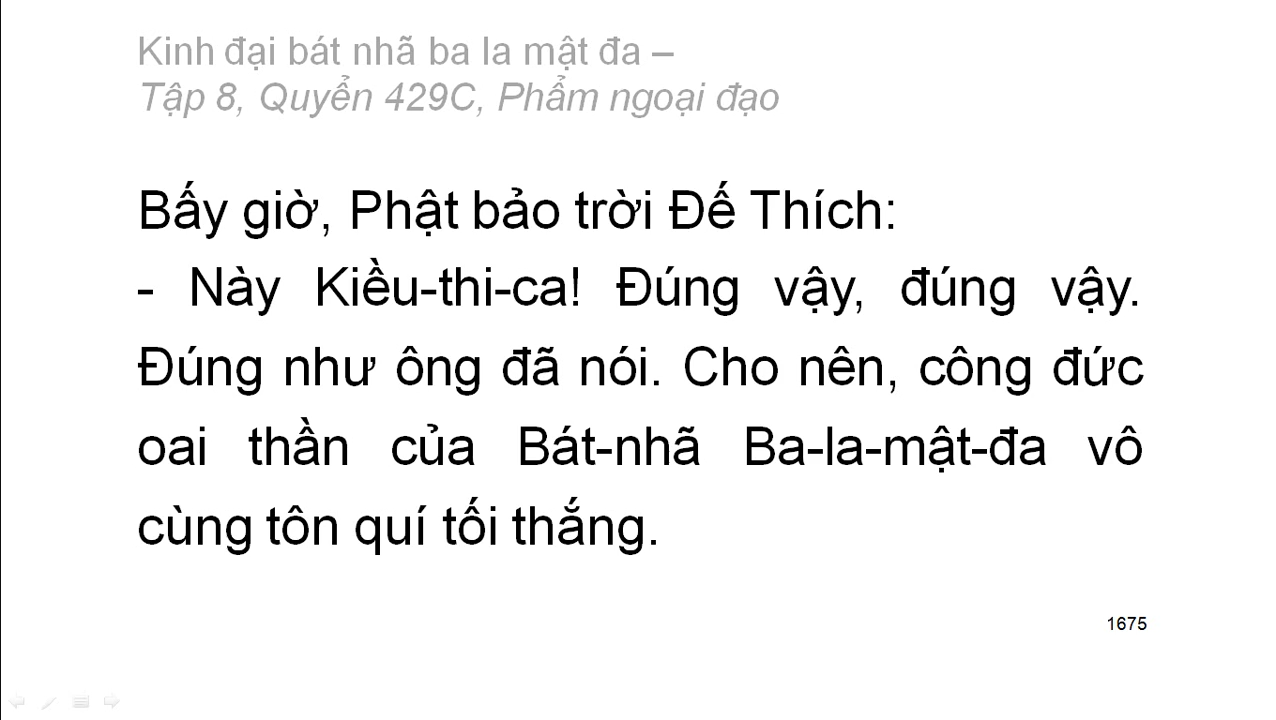 Kinh đại bát nhã ba la mật đa –
Tập 8, Quyển 429C, Phẩm ngoại đạo
Bấy giờ, Phật bảo trời Đế Thích:
- Này Kiều-thi-ca! Đúng vậy, đúng vậy.
Đúng như ông đã nói. Cho nên, công đức
oai thần của Bát-nhã Ba-la-mật-đa vô
cùng tôn quí tối thắng.
1675